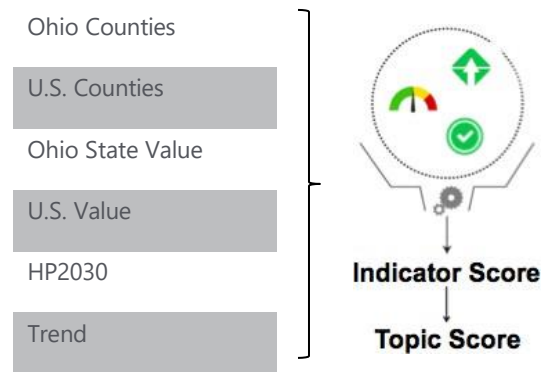 Ohio Counties
U.S. Counties
Ohio State Value
U.S. Value
HP2030
Trend
Indicator Score
Topic Score